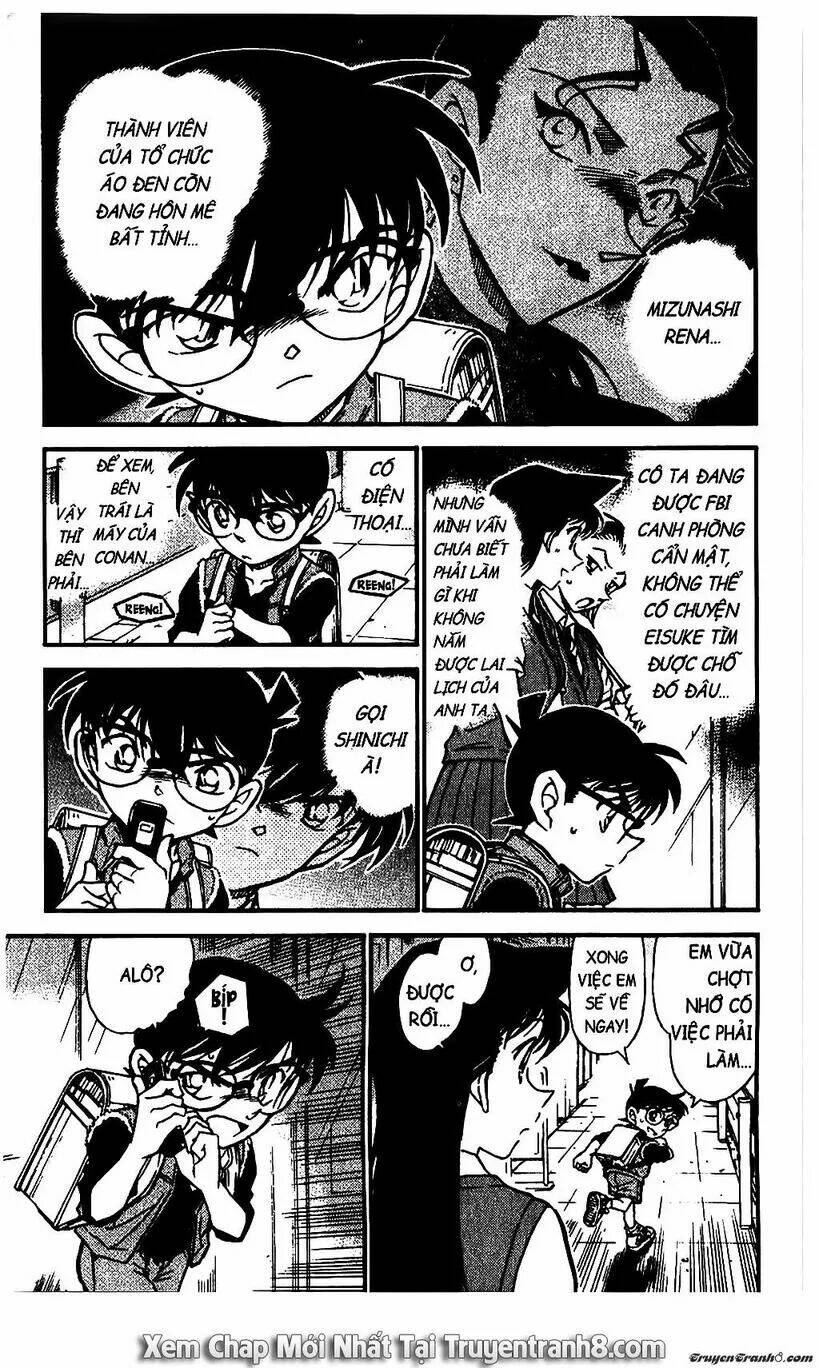 MIZUNASHI
RENA...
THÀNH VIÊN
CỦA TỔ CHỨC
ÁO ĐEN CÒN
ĐANG HÔN MÊ
BẤT TỈNH...
CÔ TA ĐANG
ĐƯỢC FBI
CANH PHÒNG
CẨN MẬT,
KHÔNG THỂ
CÓ CHUYỆN
EISUKE TÌM
ĐƯỢC CHỖ
ĐÓ ĐÂU...
NHƯNG
MÌNH VẪN
CHƯA BIẾT
PHẢI LÀM
GÌ KHI
KHÔNG
NĂM
ĐƯỢC LAI
LỊCH CỦA
ANH TA...
CÓ
ĐIỆN
THOẠI...
REENG!
REENG!
ĐỂ XEM,
BÊN
TRÁI LÀ
MÁY CỦA
CONAN...
VẬY
THÌ
BÊN
PHẢI...
GỌI
SHINICHI
À!
EM VỪA
CHỢT
NHỚ CÓ
VIỆC PHẢI
LÀM...
XONG
VIỆC EM
SẼ VỀ
NGAY!
Ơ,
ĐƯỢC
RỒI...
BÍP
!
ALÔ?
Xem Chap Mới Nhất Tại Truyentranh8.com
TruyenTranh8.com